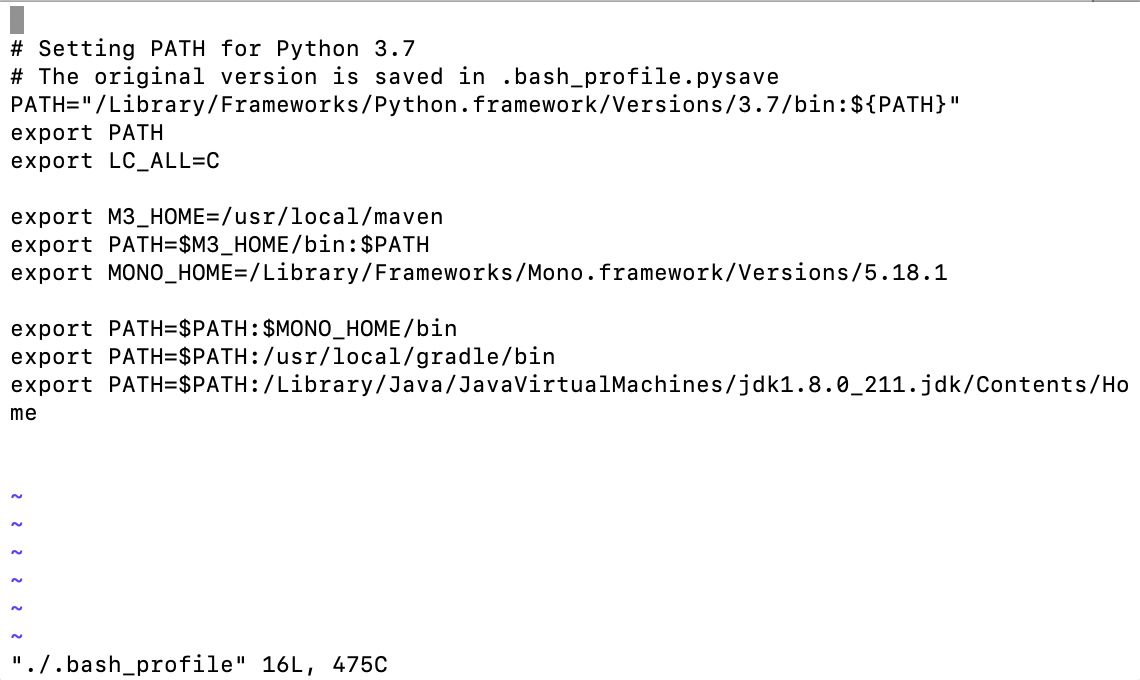 # Setting PATH for Python 3.7
# The original version is saved in .bash_profile.pysave
PATH="/Library/Frameworks/Python.framework/Versions/3.7/bin:${PATH}"
export PATH
export LC_ALL=C
export M3_HOME=/usr/local/maven
export PATH=$M3_HOME/bin:$PATH
export MONO_HOME=/Library/Frameworks/Mono.framework/Versions/5.18.1
export PATH=$PATH:$MONO_HOME/bin
export PATH=$PATH:/usr/local/gradle/bin
export PATH=$PATH:/Library/Java/JavaVirtualMachines/jdk1.8.0_211.jdk/Contents/Ho
me
~
~
~
~
~
~
"./.bash_profile" 16L, 475C